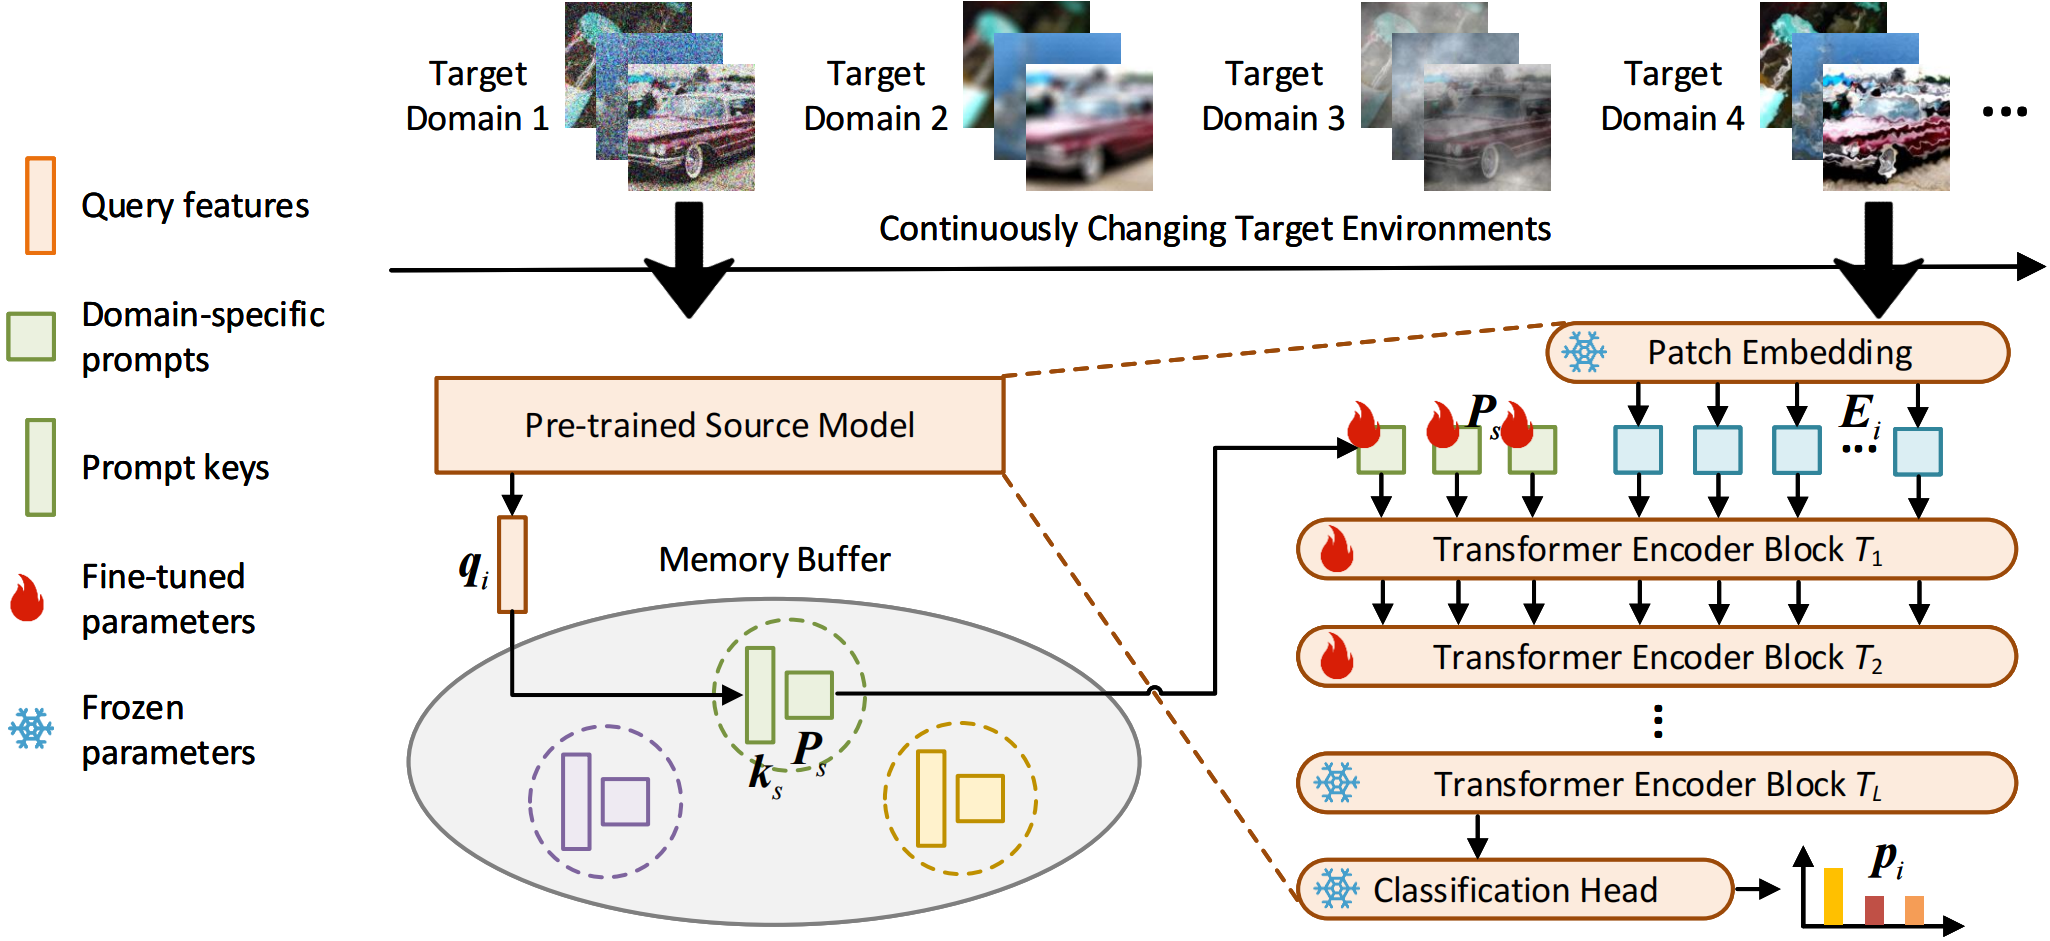 Target
Domain 1
Target
Domain 2
Target
Domain 3
Target
Domain 4
...
Continuously Changing Target Environments
Query features
Domain-specific
prompts
Prompt keys
Fine-tuned
parameters
Frozen
parameters
Pre-trained Source Model
q_i
Memory Buffer
k_s
P_s
Patch Embedding
P_s
E_i
...
Transformer Encoder Block T_1
Transformer Encoder Block T_2
...
Transformer Encoder Block T_L
Classification Head
p_i